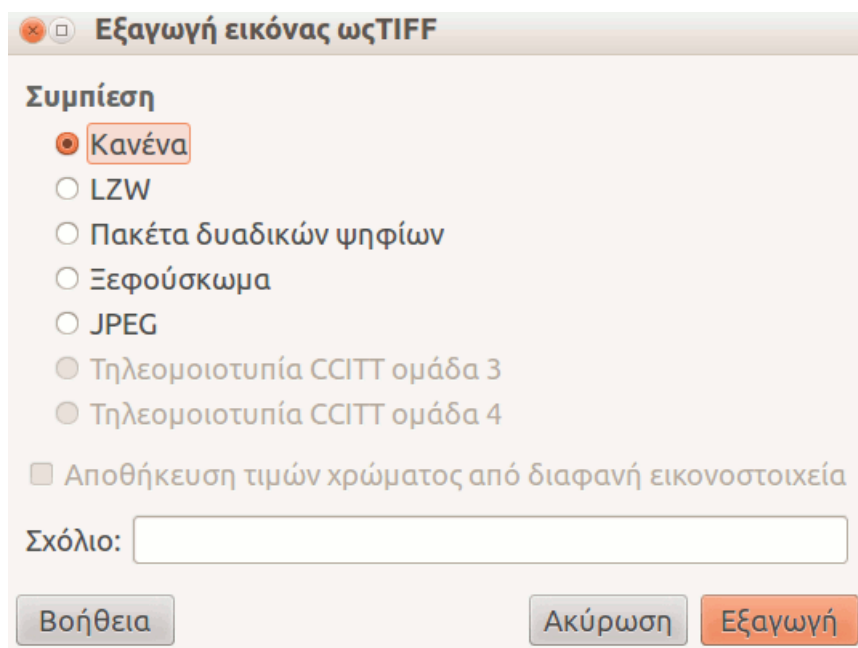 Εξαγωγή εικόνας ωςTIFF
Συμπίεση
Κανένα
LZW
Πακέτα δυαδικών ψηφίων
Ξεφούσκωμα
JPEG
Τηλεομοιοτυπία CCITT ομάδα 3
Τηλεομοιοτυπία CCITT ομάδα 4
Αποθήκευση τιμών χρώματος από διαφανή εικονοστοιχεία
Σχόλιο:
Βοήθεια Ακύρωση Εξαγωγή